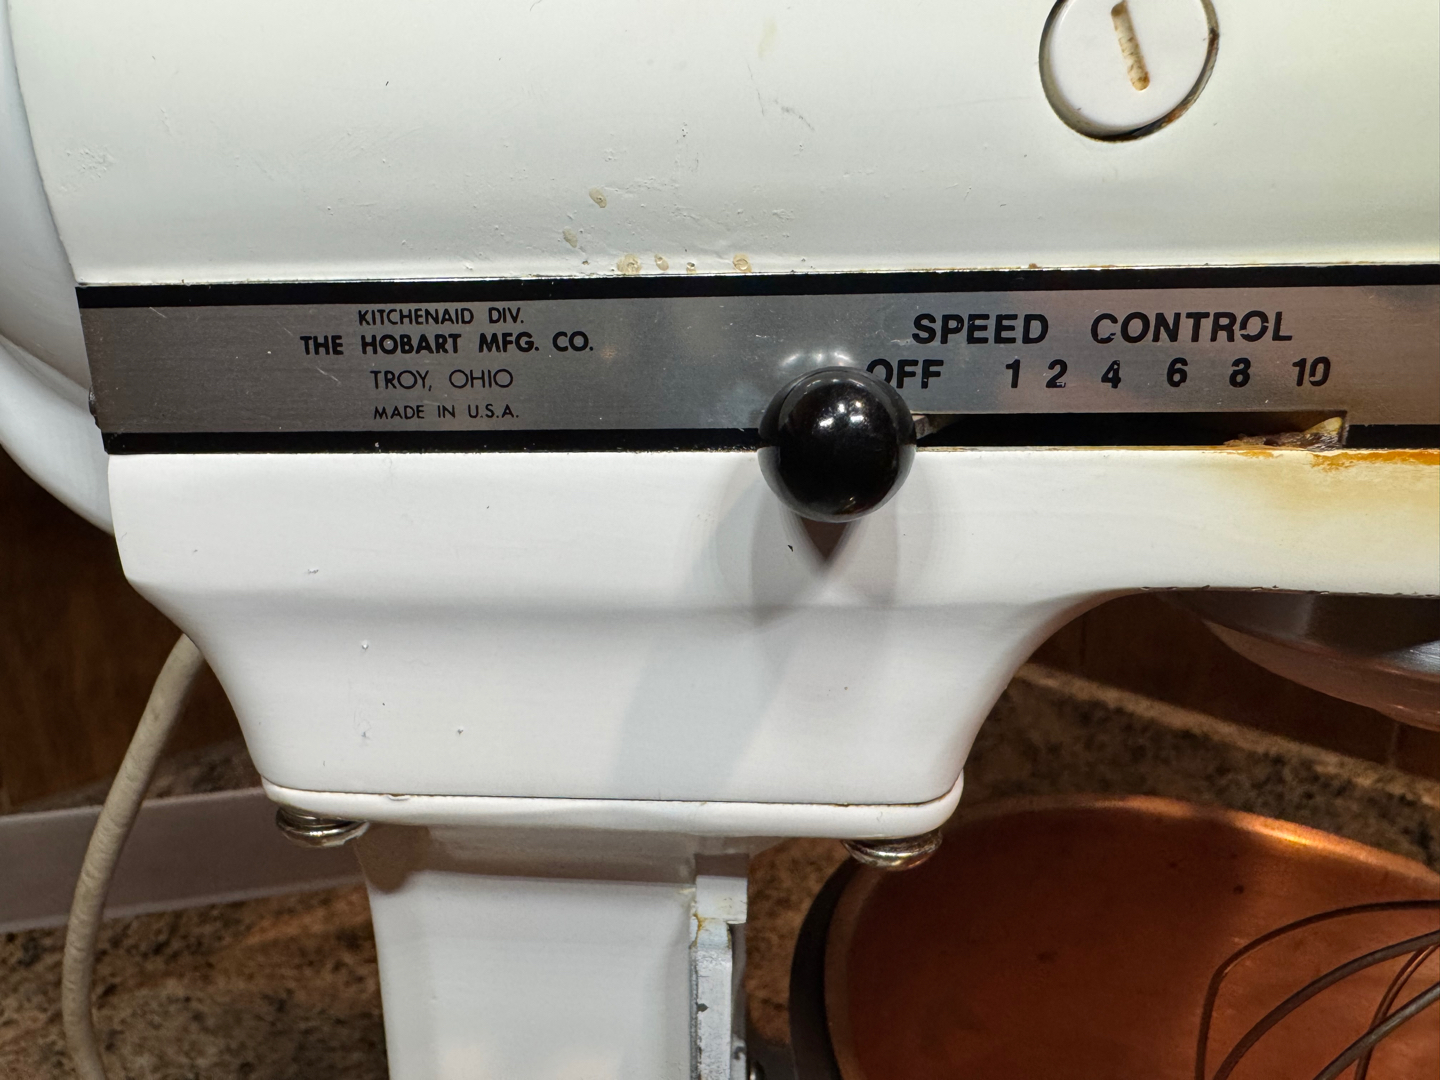 KITCHENAID DIV.
THE HOBART MFG. CO.
TROY, OHIO
MADE IN U.S.A.
SPEED CONTROL
OFF 1 2 4 6 8 10